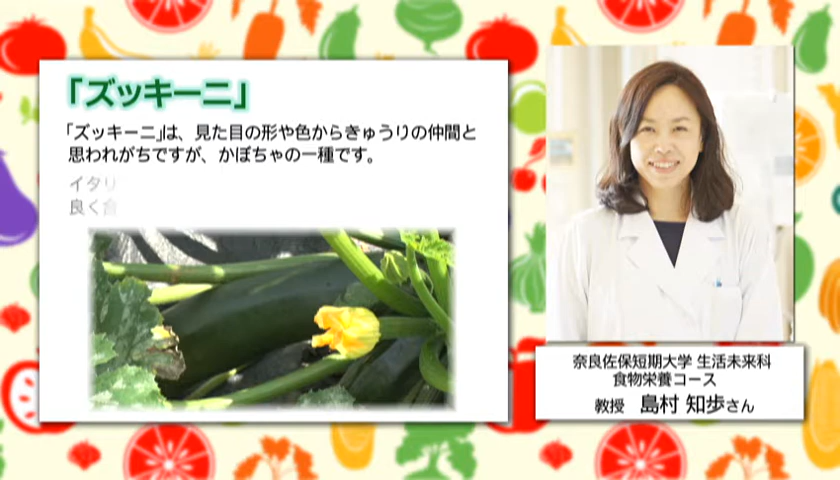 「ズッキーニ」
「ズッキーニ」は、見た目の形や色からきゅうりの仲間と
思われがちですが、かぼちゃの一種です。
イタリ
良く合
奈良佐保短期大学 生活未来科
食物栄養コース
教授 島村 知歩さん